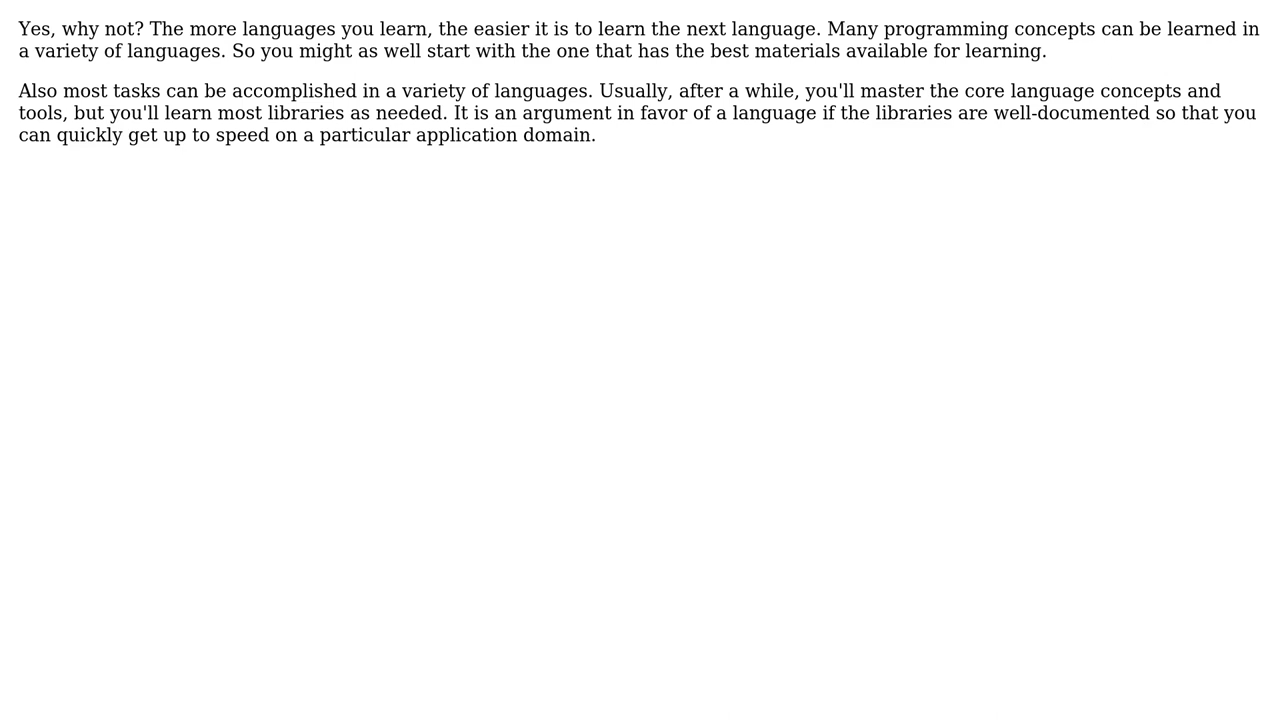 Yes, why not? The more languages you learn, the easier it is to learn the next language. Many programming concepts can be learned in
a variety of languages. So you might as well start with the one that has the best materials available for learning.
Also most tasks can be accomplished in a variety of languages. Usually, after a while, you'll master the core language concepts and
tools, but you'll learn most libraries as needed. It is an argument in favor of a language if the libraries are well-documented so that you
can quickly get up to speed on a particular application domain.